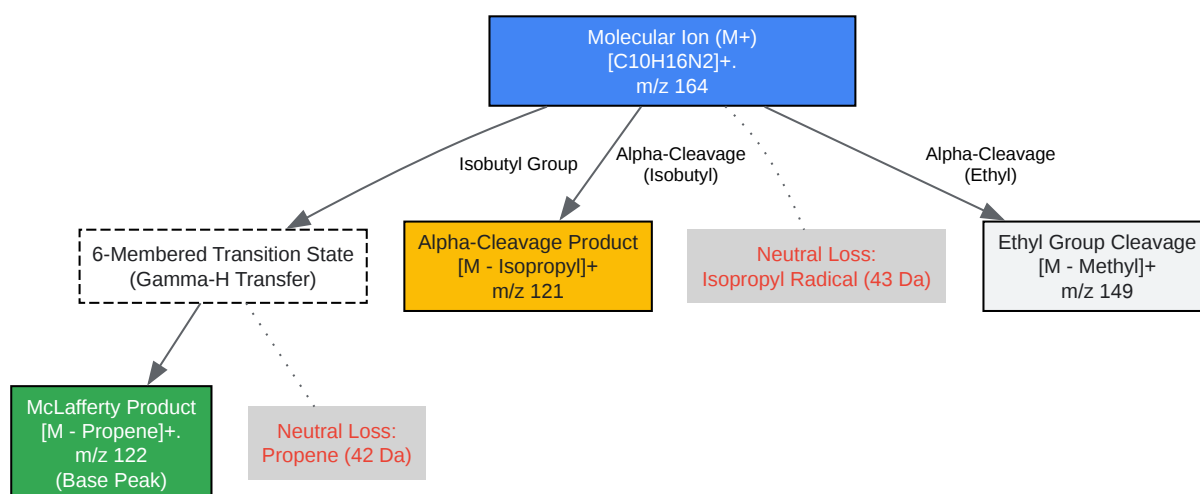 Molecular Ion (M+)
[C10H16N2]+.
m/z 164
Isobutyl Group
Alpha-Cleavage
(Isobutyl)
Alpha-Cleavage
(Ethyl)
6-Membered Transition State
(Gamma-H Transfer)
Alpha-Cleavage Product
[M - Isopropyl]+
m/z 121
Neutral Loss:
Isopropyl Radical (43 Da)
Ethyl Group Cleavage
[M - Methyl]+
m/z 149
McLafferty Product
[M - Propene]+.
m/z 122
(Base Peak)
Neutral Loss:
Propene (42 Da)